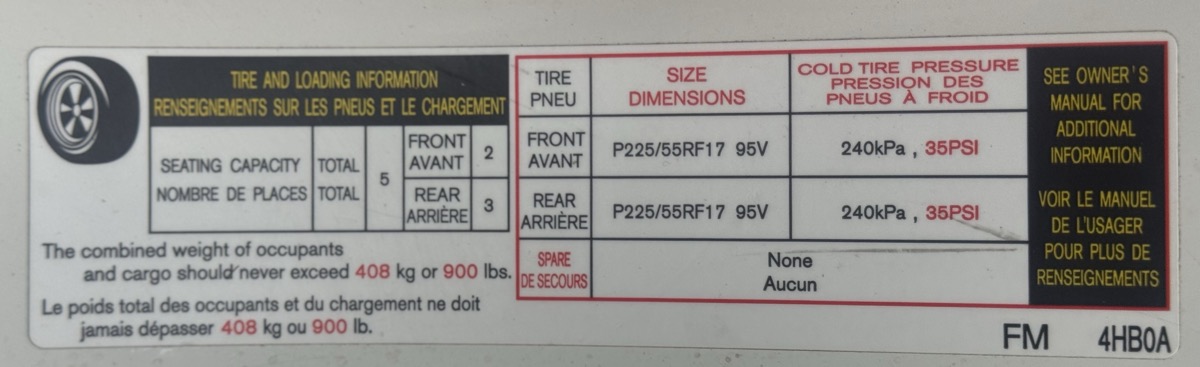 TIRE AND LOADING INFORMATION
RENSEIGNEMENTS SUR LES PNEUS ET LE CHARGEMENT
SEATING CAPACITY TOTAL
NOMBRE DE PLACES TOTAL
5
FRONT
AVANT
2
REAR
ARRIÈRE
3
The combined weight of occupants
and cargo should never exceed 408 kg or 900 lbs.
Le poids total des occupants et du chargement ne doit
jamais dépasser 408 kg ou 900 lb.
TIRE
PNEU
SIZE
DIMENSIONS
COLD TIRE PRESSURE
PRESSION DES
PNEUS À FROID
FRONT
AVANT
P225/55RF17 95V
240kPa , 35PSI
REAR
ARRIÈRE
P225/55RF17 95V
240kPa , 35PSI
SPARE
DE SECOURS
None
Aucun
SEE OWNER'S
MANUAL FOR
ADDITIONAL
INFORMATION
VOIR LE MANUEL
DE L'USAGER
POUR PLUS DE
RENSEIGNEMENTS
FM 4HB0A